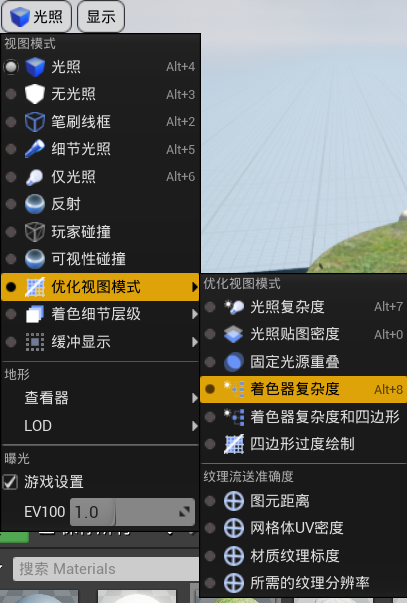 光照 显示
视图模式
光照 Alt+4
无光照 Alt+3
笔刷线框 Alt+2
细节光照 Alt+5
仅光照 Alt+6
反射
玩家碰撞
可视性碰撞
优化视图模式
着色细节层级
缓冲显示
地形
查看器
LOD
曝光
游戏设置
EV100 1.0
搜索 Materials
优化视图模式
光照复杂度 Alt+7
光照贴图密度 Alt+0
固定光源重叠
着色器复杂度 Alt+8
着色器复杂度和四边形
四边形过度绘制
纹理流送准确度
图元距离
网格体UV密度
材质纹理标度
所需的纹理分辨率